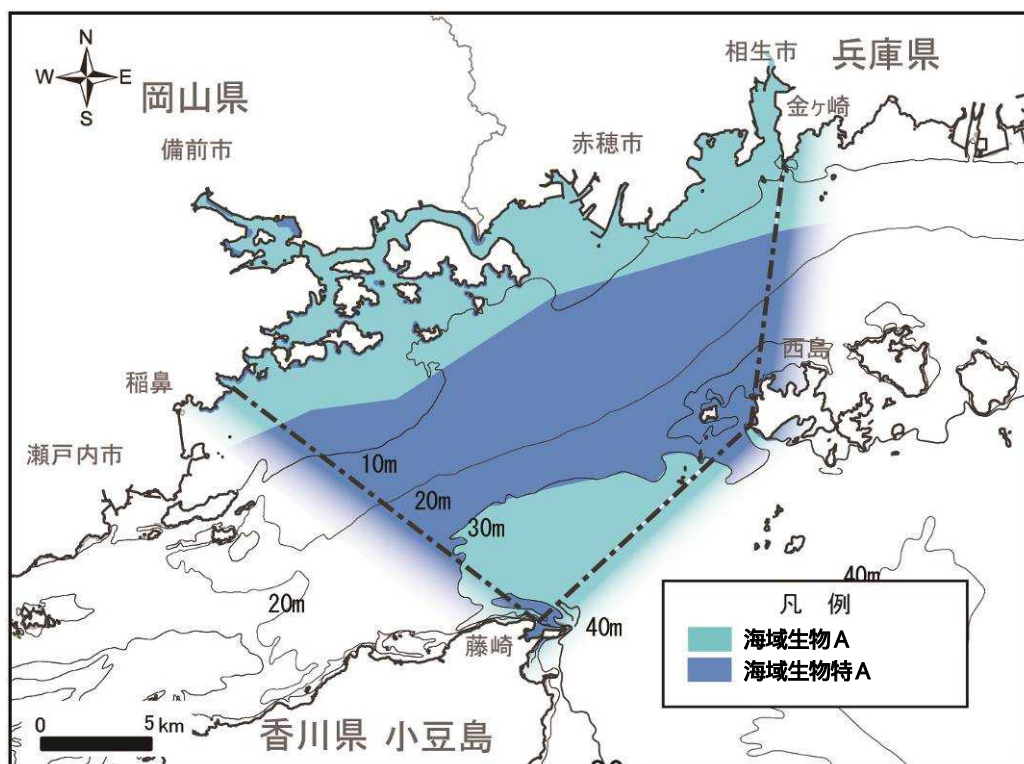 N
W E
S
岡山県
備前市
相生市
兵庫県
金ヶ崎
赤穂市
西島
稲鼻
瀬戸内市
10m
20m
30m
20m
40m
40m
藤崎
香川県 小豆島
0 5km
凡 例
海域生物A
海域生物特A